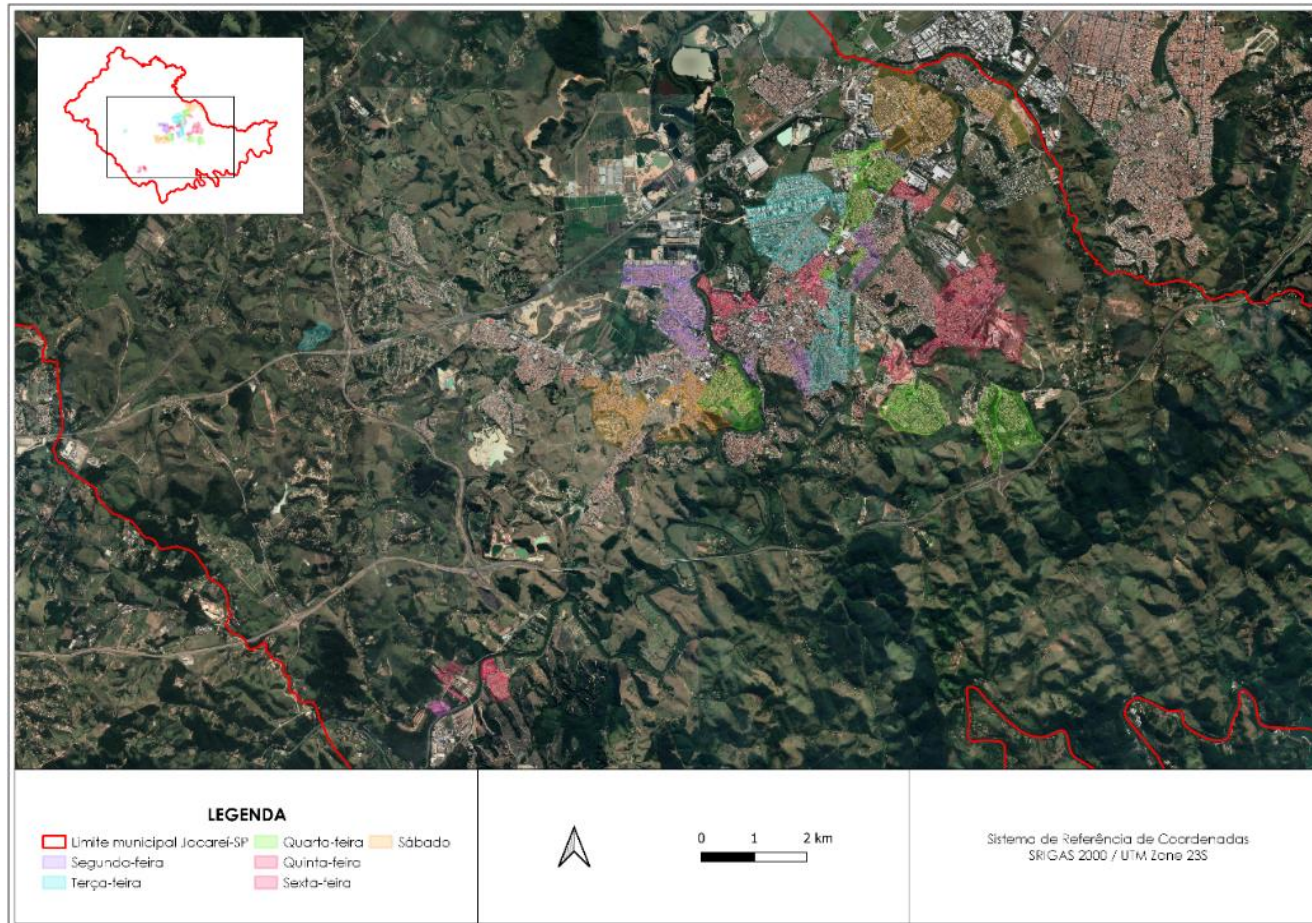 LEGENDA
Limite municipal Jacareí-SP
Quarta-feira
Sábado
Segunda-feira
Quinta-feira
Terça-feira
Sexta-feira
0 1 2 km
Sistema de Referência de Coordenadas
SRIGAS 2000 / UTM Zone 23S